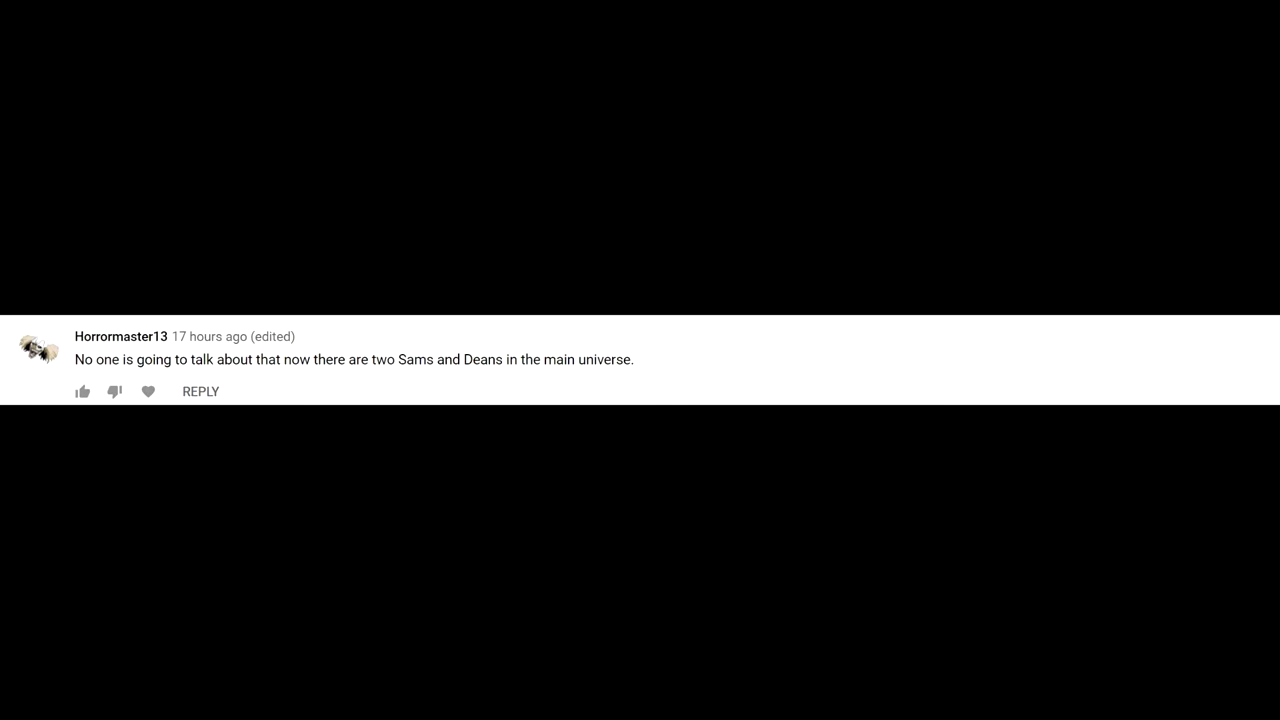 Horrormaster13 17 hours ago (edited)
No one is going to talk about that now there are two Sams and Deans in the main universe.
REPLY